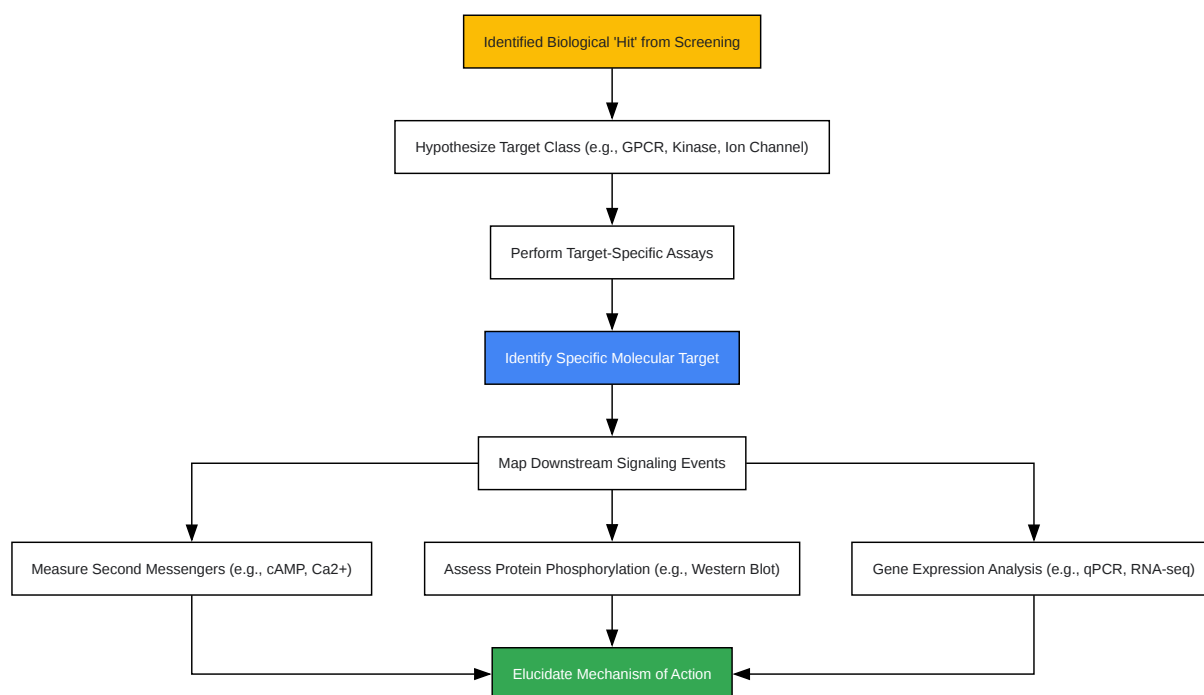 Identified Biological 'Hit' from Screening
Hypothesize Target Class (e.g., GPCR, Kinase, Ion Channel)
Perform Target-Specific Assays
Identify Specific Molecular Target
Map Downstream Signaling Events
Measure Second Messengers (e.g., cAMP, Ca2+)
Assess Protein Phosphorylation (e.g., Western Blot)
Gene Expression Analysis (e.g., qPCR, RNA-seq)
Elucidate Mechanism of Action